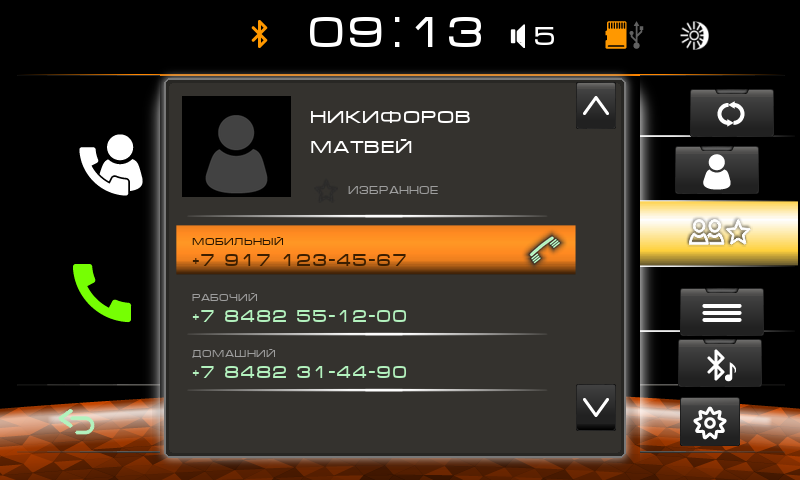 09:13
5
НИКИФОРОВ
МАТВЕЙ
ИЗБРАННОЕ
МОБИЛЬНЫЙ
+7 917 123-45-67
РАБОЧИЙ
+7 8482 55-12-00
ДОМАШНИЙ
+7 8482 31-44-90